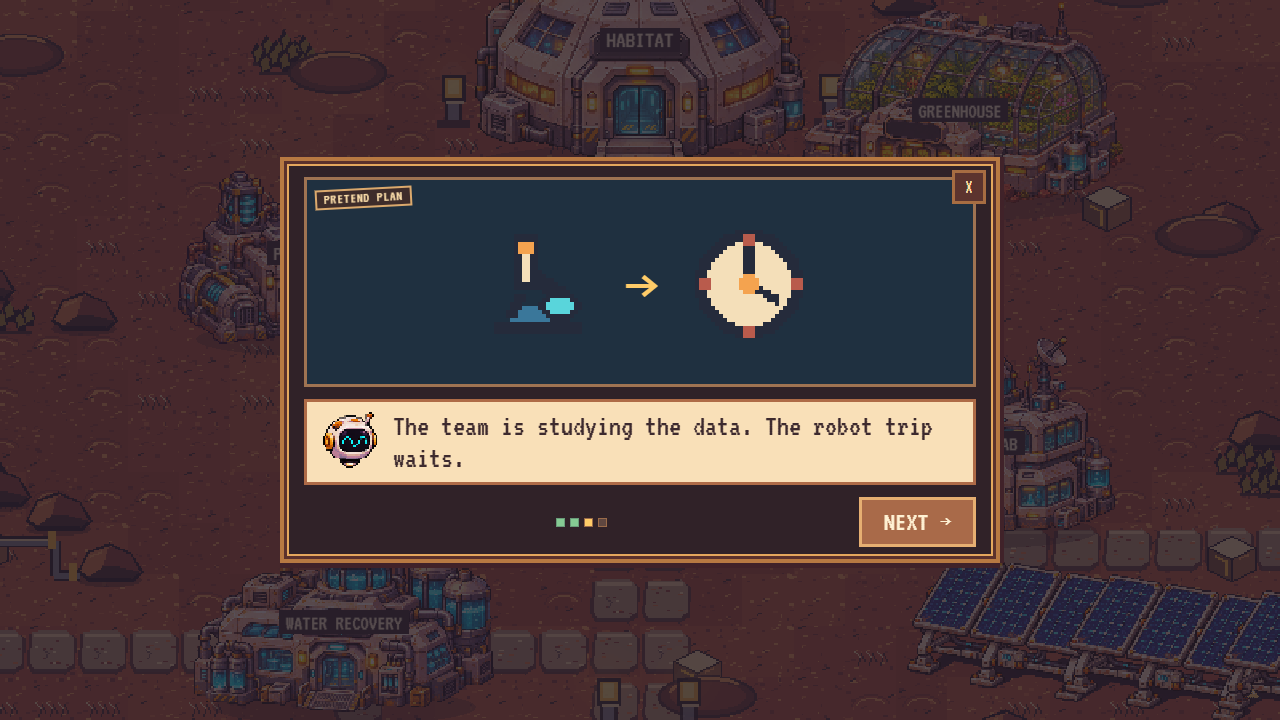 HABITAT
GREENHOUSE
PRETEND PLAN
X
The team is studying the data. The robot trip
waits.
NEXT →
WATER RECOVERY